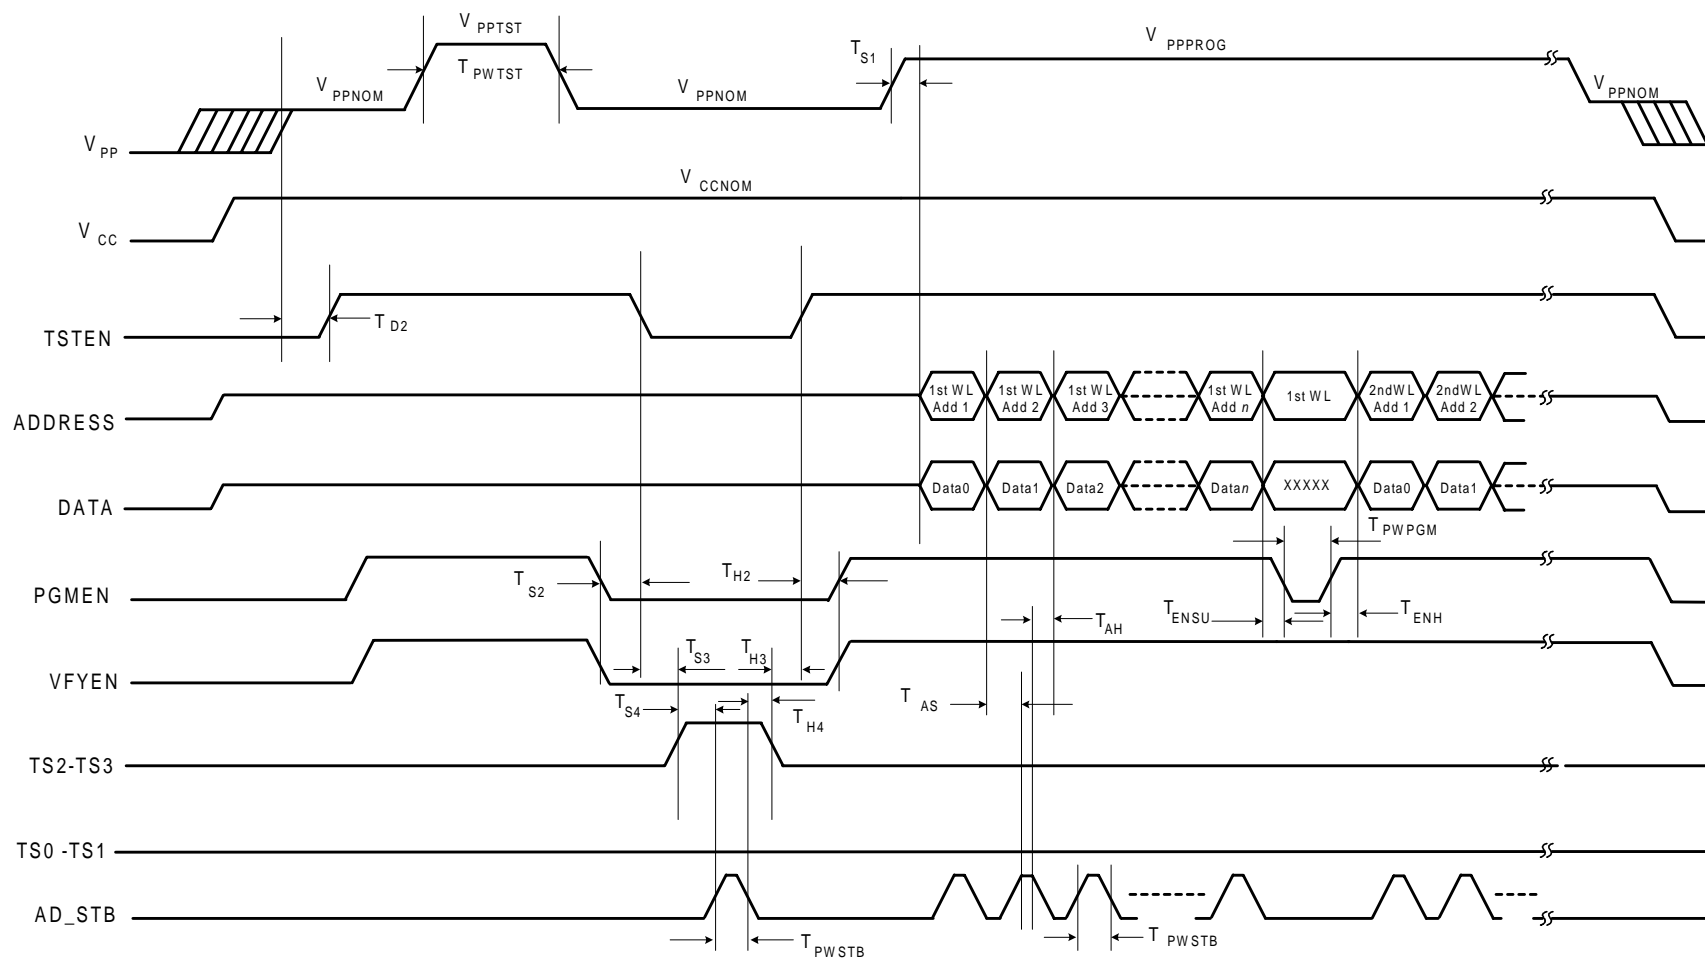 V PPTST
T S1
V PPPROG
V PPNOM
T PWTST
V PPNOM
V PPNOM
V PP
V CCNOM
V CC
T D2
TSTEN
1st WL Add 1
1st WL Add 2
1st WL Add 3
1st WL Add n
1st WL
2ndWL Add 1
2ndWL Add 2
ADDRESS
Data0
Data1
Data2
Datan
XXXXX
Data0
Data1
DATA
T PWPGM
T S2
T H2
PGMEN
T AH
T ENSU
T ENH
T S3
T H3
VFYEN
T S4
T H4
T AS
TS2-TS3
TS0 -TS1
AD_STB
T PWSTB
T PWSTB